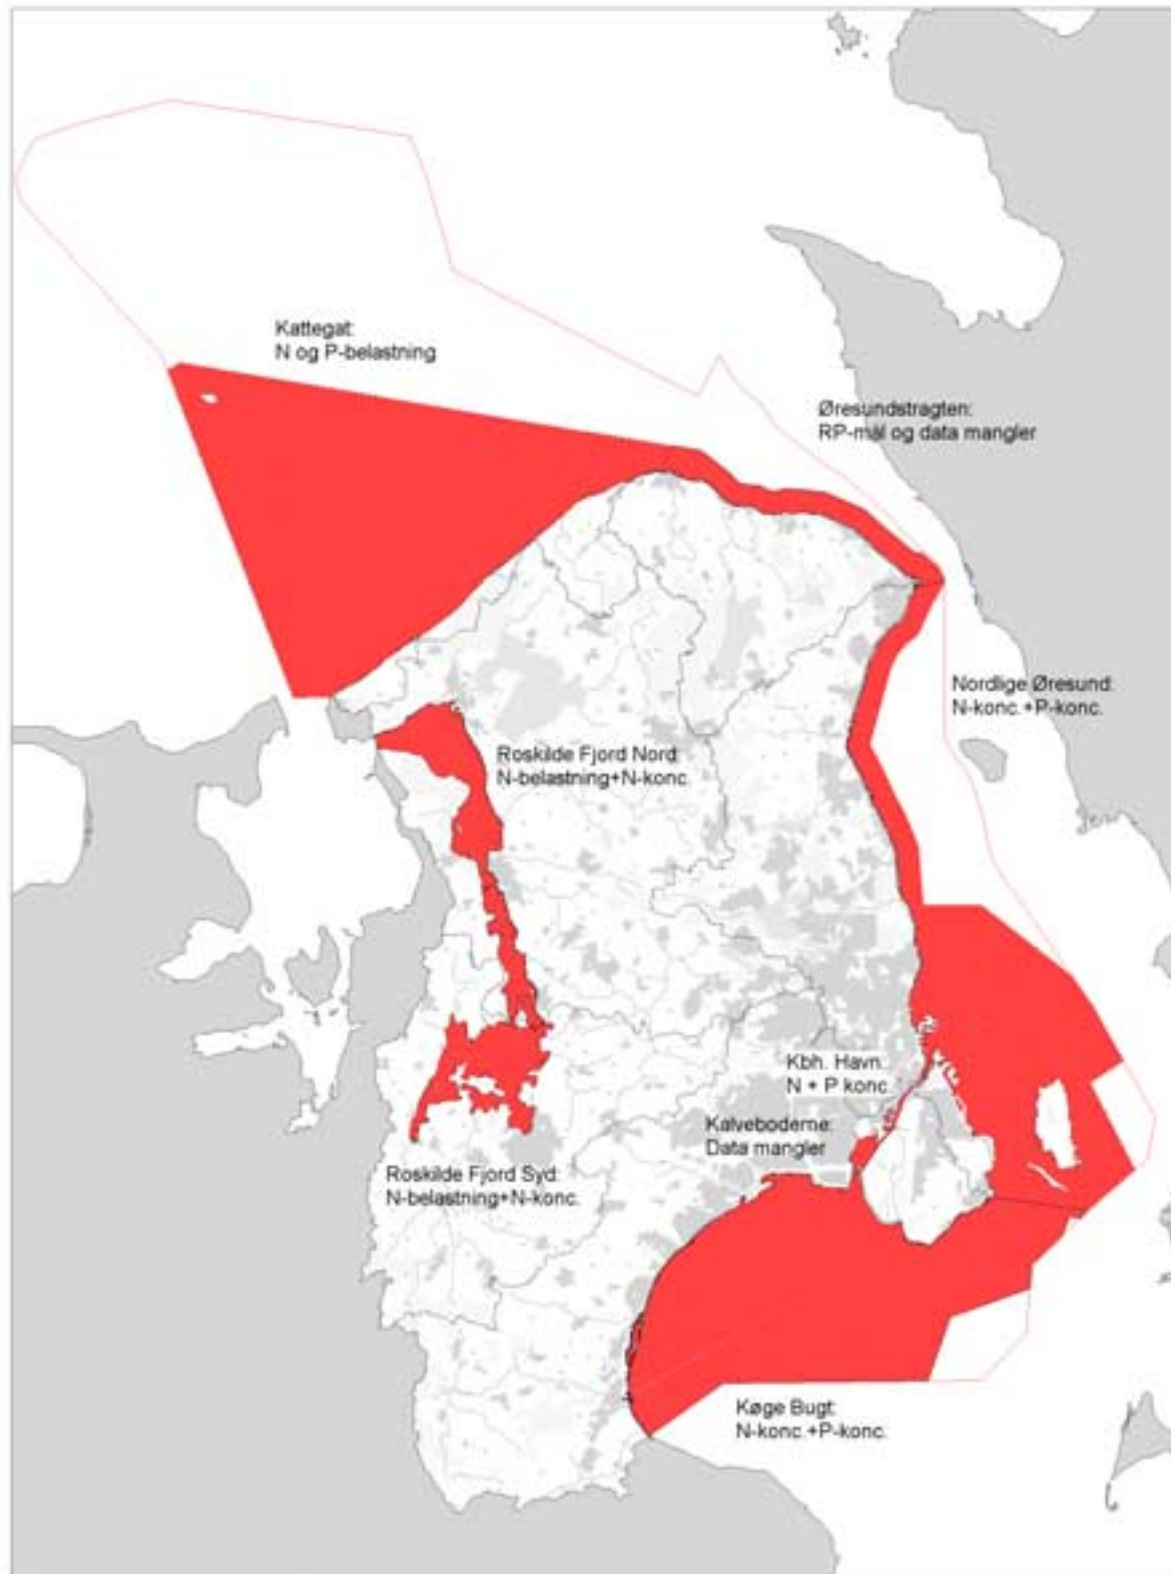 Kattegat:
N og P-belastning
Øresundstragten:
RP-mål og data mangler
Nordlige Øresund:
N-konc.+P-konc.
Roskilde Fjord Nord:
N-belastning+N-konc.
Kbh. Havn:
N + P konc.
Kalveboderne:
Data mangler
Roskilde Fjord Syd:
N-belastning+N-konc.
Køge Bugt:
N-konc.+P-konc.